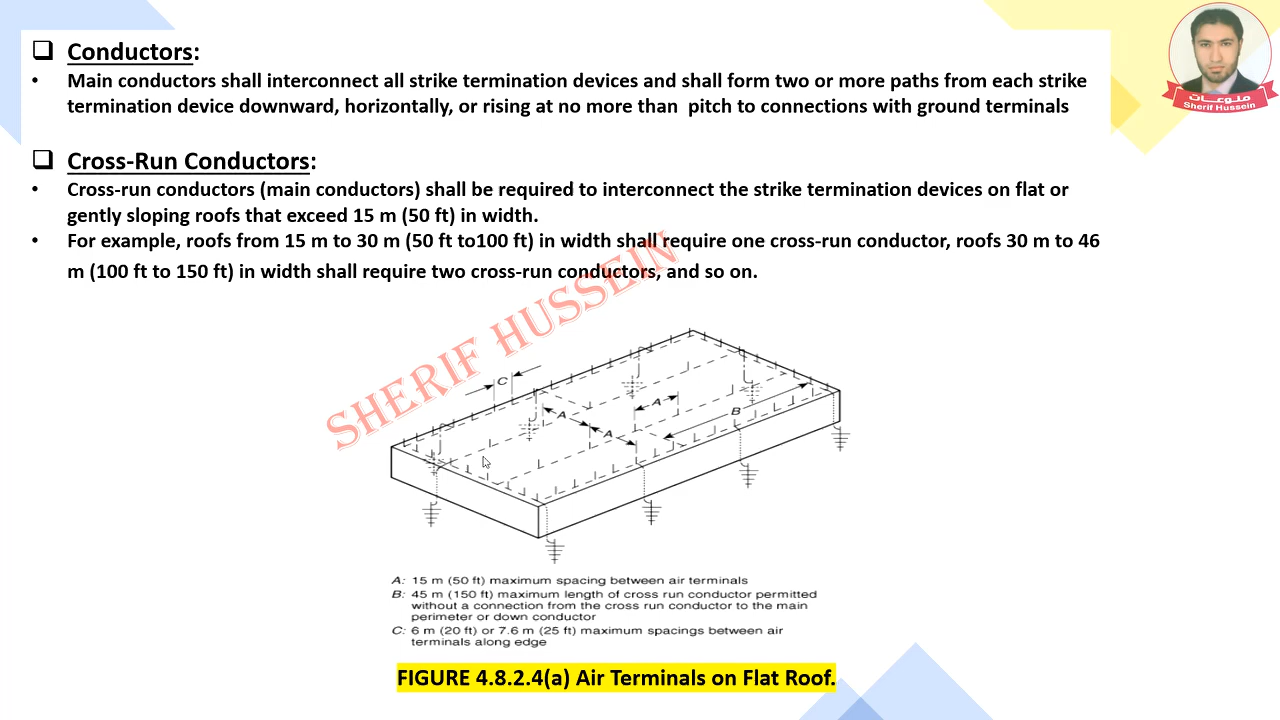 ❑ Conductors:
• Main conductors shall interconnect all strike termination devices and shall form two or more paths from each strike
termination device downward, horizontally, or rising at no more than  pitch to connections with ground terminals
❑ Cross-Run Conductors:
• Cross-run conductors (main conductors) shall be required to interconnect the strike termination devices on flat or
gently sloping roofs that exceed 15 m (50 ft) in width.
• For example, roofs from 15 m to 30 m (50 ft to100 ft) in width shall require one cross-run conductor, roofs 30 m to 46
m (100 ft to 150 ft) in width shall require two cross-run conductors, and so on.
منوعات
Sherif Hussein
SHERIF HUSSEIN
C
A
A
A
B
A: 15 m (50 ft) maximum spacing between air terminals
B: 45 m (150 ft) maximum length of cross run conductor permitted
without a connection from the cross run conductor to the main
perimeter or down conductor
C: 6 m (20 ft) or 7.6 m (25 ft) maximum spacings between air
terminals along edge
FIGURE 4.8.2.4(a) Air Terminals on Flat Roof.